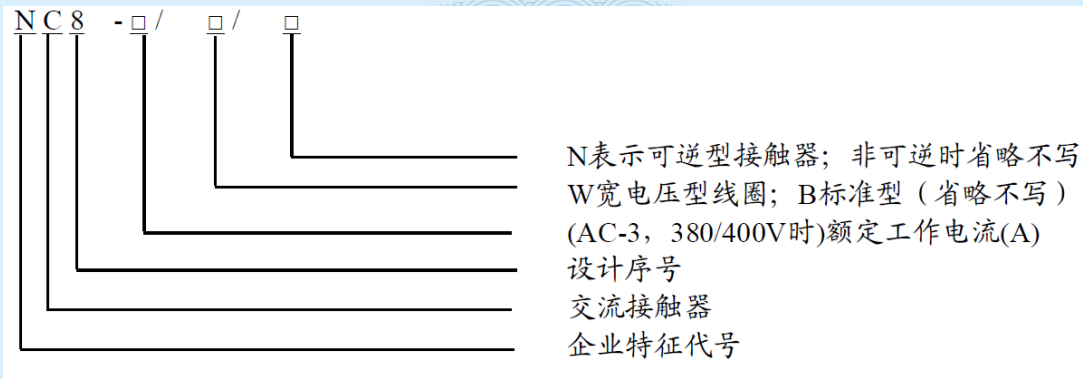 NC8 -□/ □/ □
N表示可逆型接触器；非可逆时省略不写
W宽电压型线圈；B标准型（省略不写）
(AC-3，380/400V时)额定工作电流(A)
设计序号
交流接触器
企业特征代号